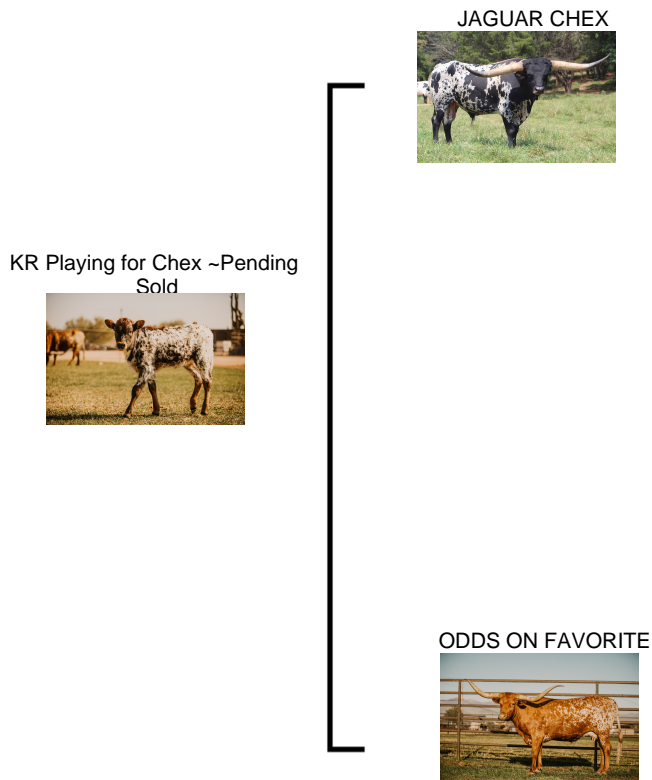 JAGUAR CHEX
KR Playing for Chex ~Pending
Sold
ODDS ON FAVORITE